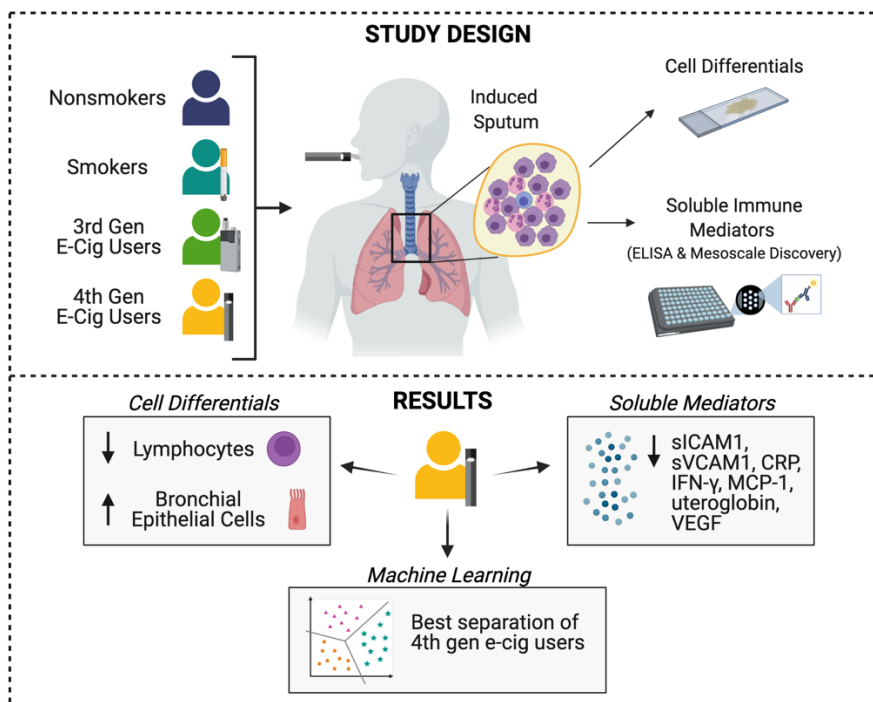 STUDY DESIGN
Nonsmokers
Smokers
3rd Gen
E-Cig Users
4th Gen
E-Cig Users
Induced
Sputum
Cell Differentials
Soluble Immune
Mediators
(ELISA & Mesoscale Discovery)
RESULTS
Cell Differentials
Lymphocytes
Bronchial
Epithelial Cells
Soluble Mediators
sICAM1,
sVCAM1, CRP,
IFN-γ, MCP-1,
uteroglobin,
VEGF
Machine Learning
Best separation of
4th gen e-cig users